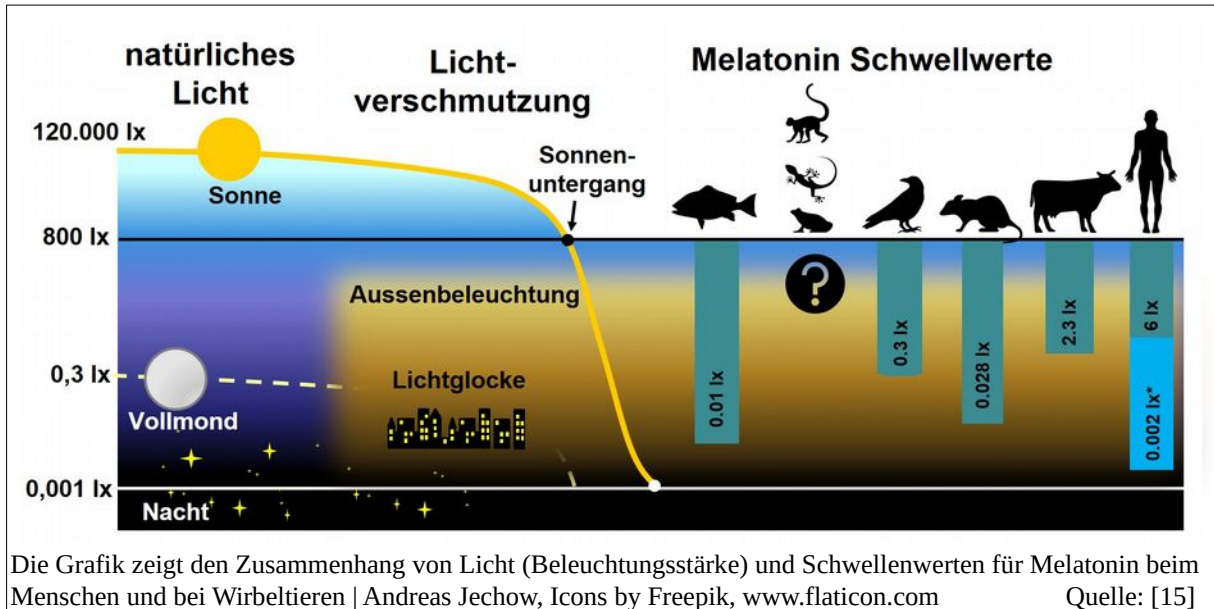 natürliches
Licht
Licht-
verschmutzung
Melatonin Schwellwerte
120.000 lx
Sonne
Sonnen-
untergang
800 lx
Aussenbeleuchtung
?
0.01 lx
0.3 lx
0.028 lx
2.3 lx
6 lx
0.002 lx*
0,3 lx
Vollmond
Lichtglocke
0,001 lx
Nacht
Die Grafik zeigt den Zusammenhang von Licht (Beleuchtungsstärke) und Schwellenwerten für Melatonin beim
Menschen und bei Wirbeltieren | Andreas Jechow, Icons by Freepik, www.flaticon.com Quelle: [15]